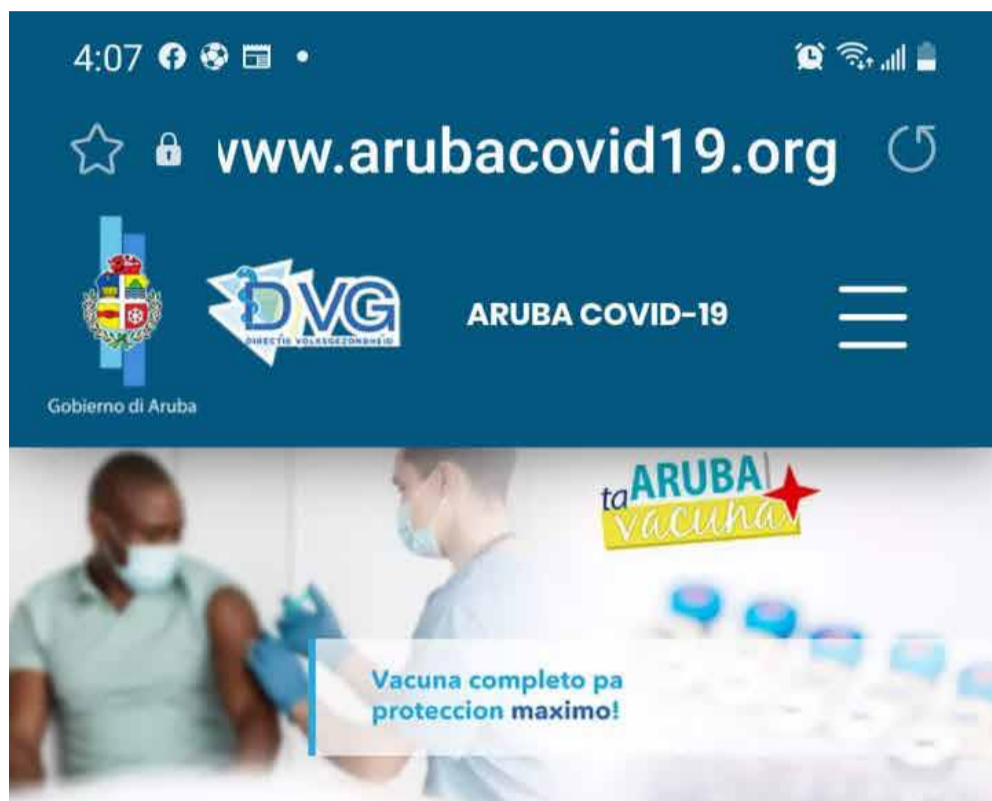 4:07
www.arubacovid19.org
DVG
DIRECTIE VOLKSGEZONDHEID
ARUBA COVID-19
Gobierno di Aruba
ta ARUBA
vacuna
Vacuna completo pa
proteccion maximo!